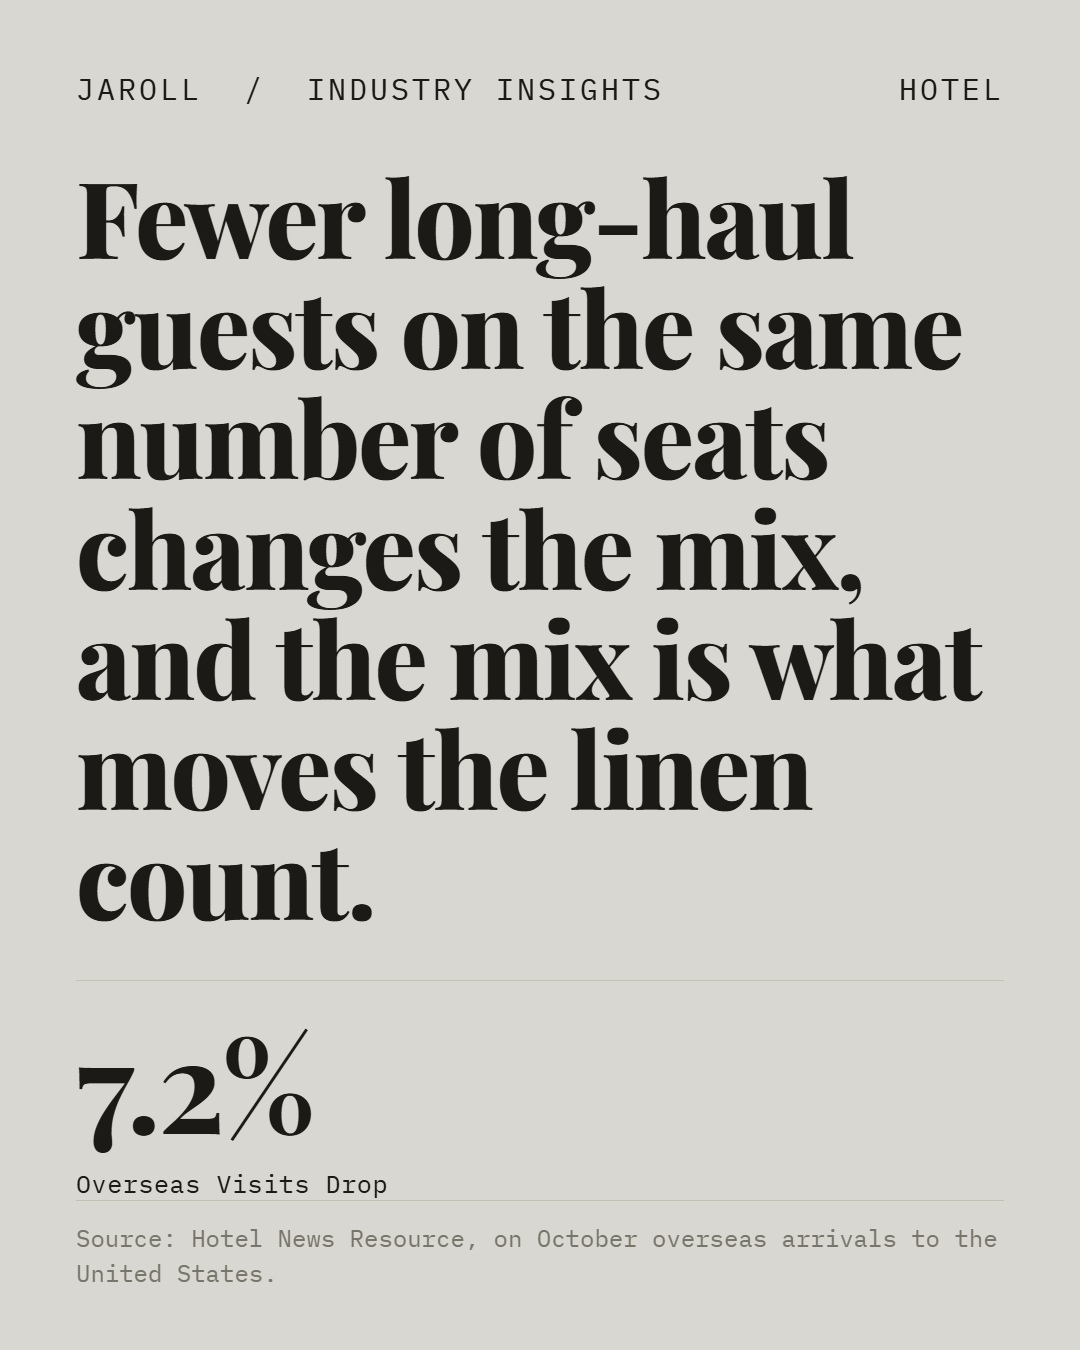 JAROLL / INDUSTRY INSIGHTS HOTEL
Fewer long-haul
guests on the same
number of seats
changes the mix,
and the mix is what
moves the linen
count.
7.2%
Overseas Visits Drop
Source: Hotel News Resource, on October overseas arrivals to the
United States.